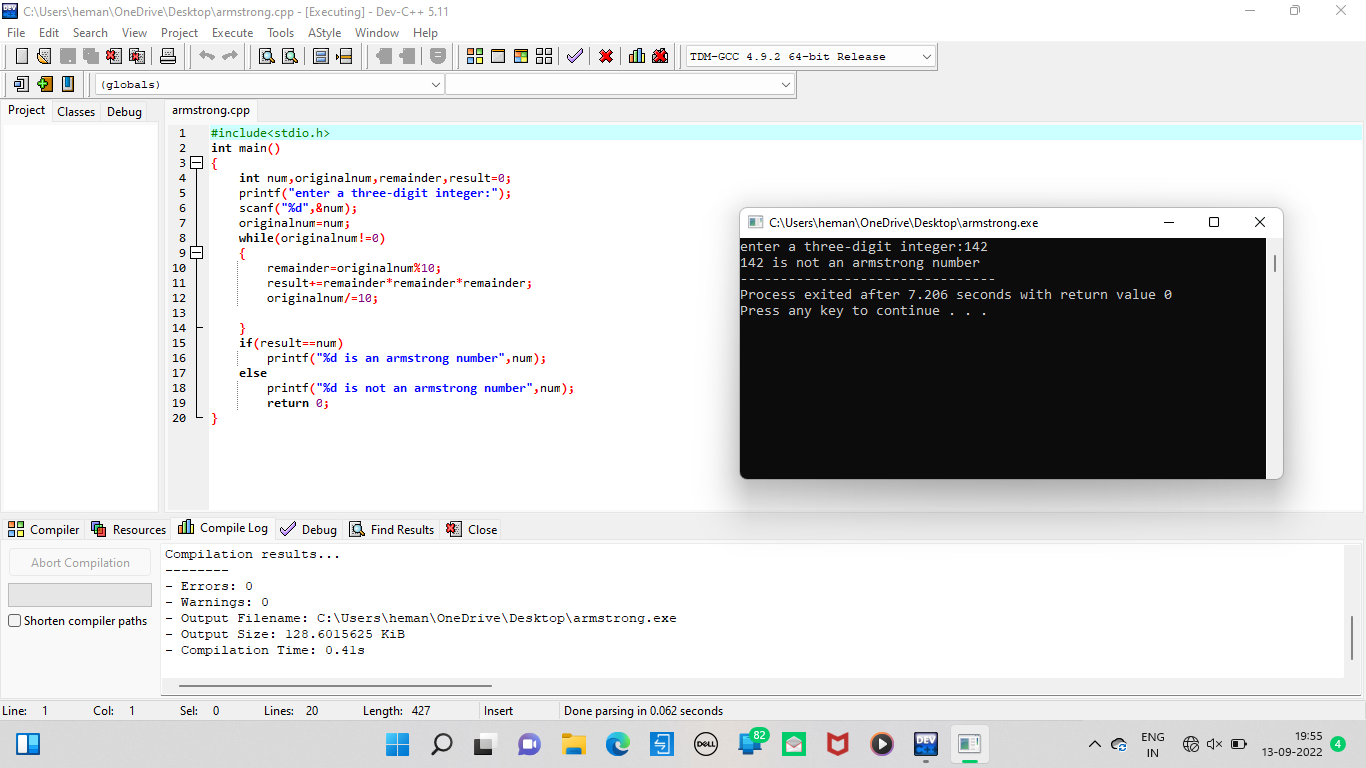 C:\Users\heman\OneDrive\Desktop\armstrong.cpp - [Executing] - Dev-C++ 5.11
File Edit Search View Project Execute Tools AStyle Window Help
TDM-GCC 4.9.2 64-bit Release
(globals)
Project Classes Debug
armstrong.cpp
1 #include<stdio.h>
2 int main()
3 {
4 int num,originalnum,remainder,result=0;
5 printf("enter a three-digit integer:");
6 scanf("%d",&num);
7 originalnum=num;
8 while(originalnum!=0)
9 {
10 remainder=originalnum%10;
11 result+=remainder*remainder*remainder;
12 originalnum/=10;
13
14 }
15 if(result==num)
16 printf("%d is an armstrong number",num);
17 else
18 printf("%d is not an armstrong number",num);
19 return 0;
20 }
C:\Users\heman\OneDrive\Desktop\armstrong.exe
enter a three-digit integer:142
142 is not an armstrong number
--------------------------------
Process exited after 7.206 seconds with return value 0
Press any key to continue . . .
Compiler Resources Compile Log Debug Find Results Close
Abort Compilation
Shorten compiler paths
Compilation results...
--------
- Errors: 0
- Warnings: 0
- Output Filename: C:\Users\heman\OneDrive\Desktop\armstrong.exe
- Output Size: 128.6015625 KiB
- Compilation Time: 0.41s
Line: 1 Col: 1 Sel: 0 Lines: 20 Length: 427 Insert Done parsing in 0.062 seconds
DELL
82
DEV
ENG
IN
19:55
13-09-2022
4